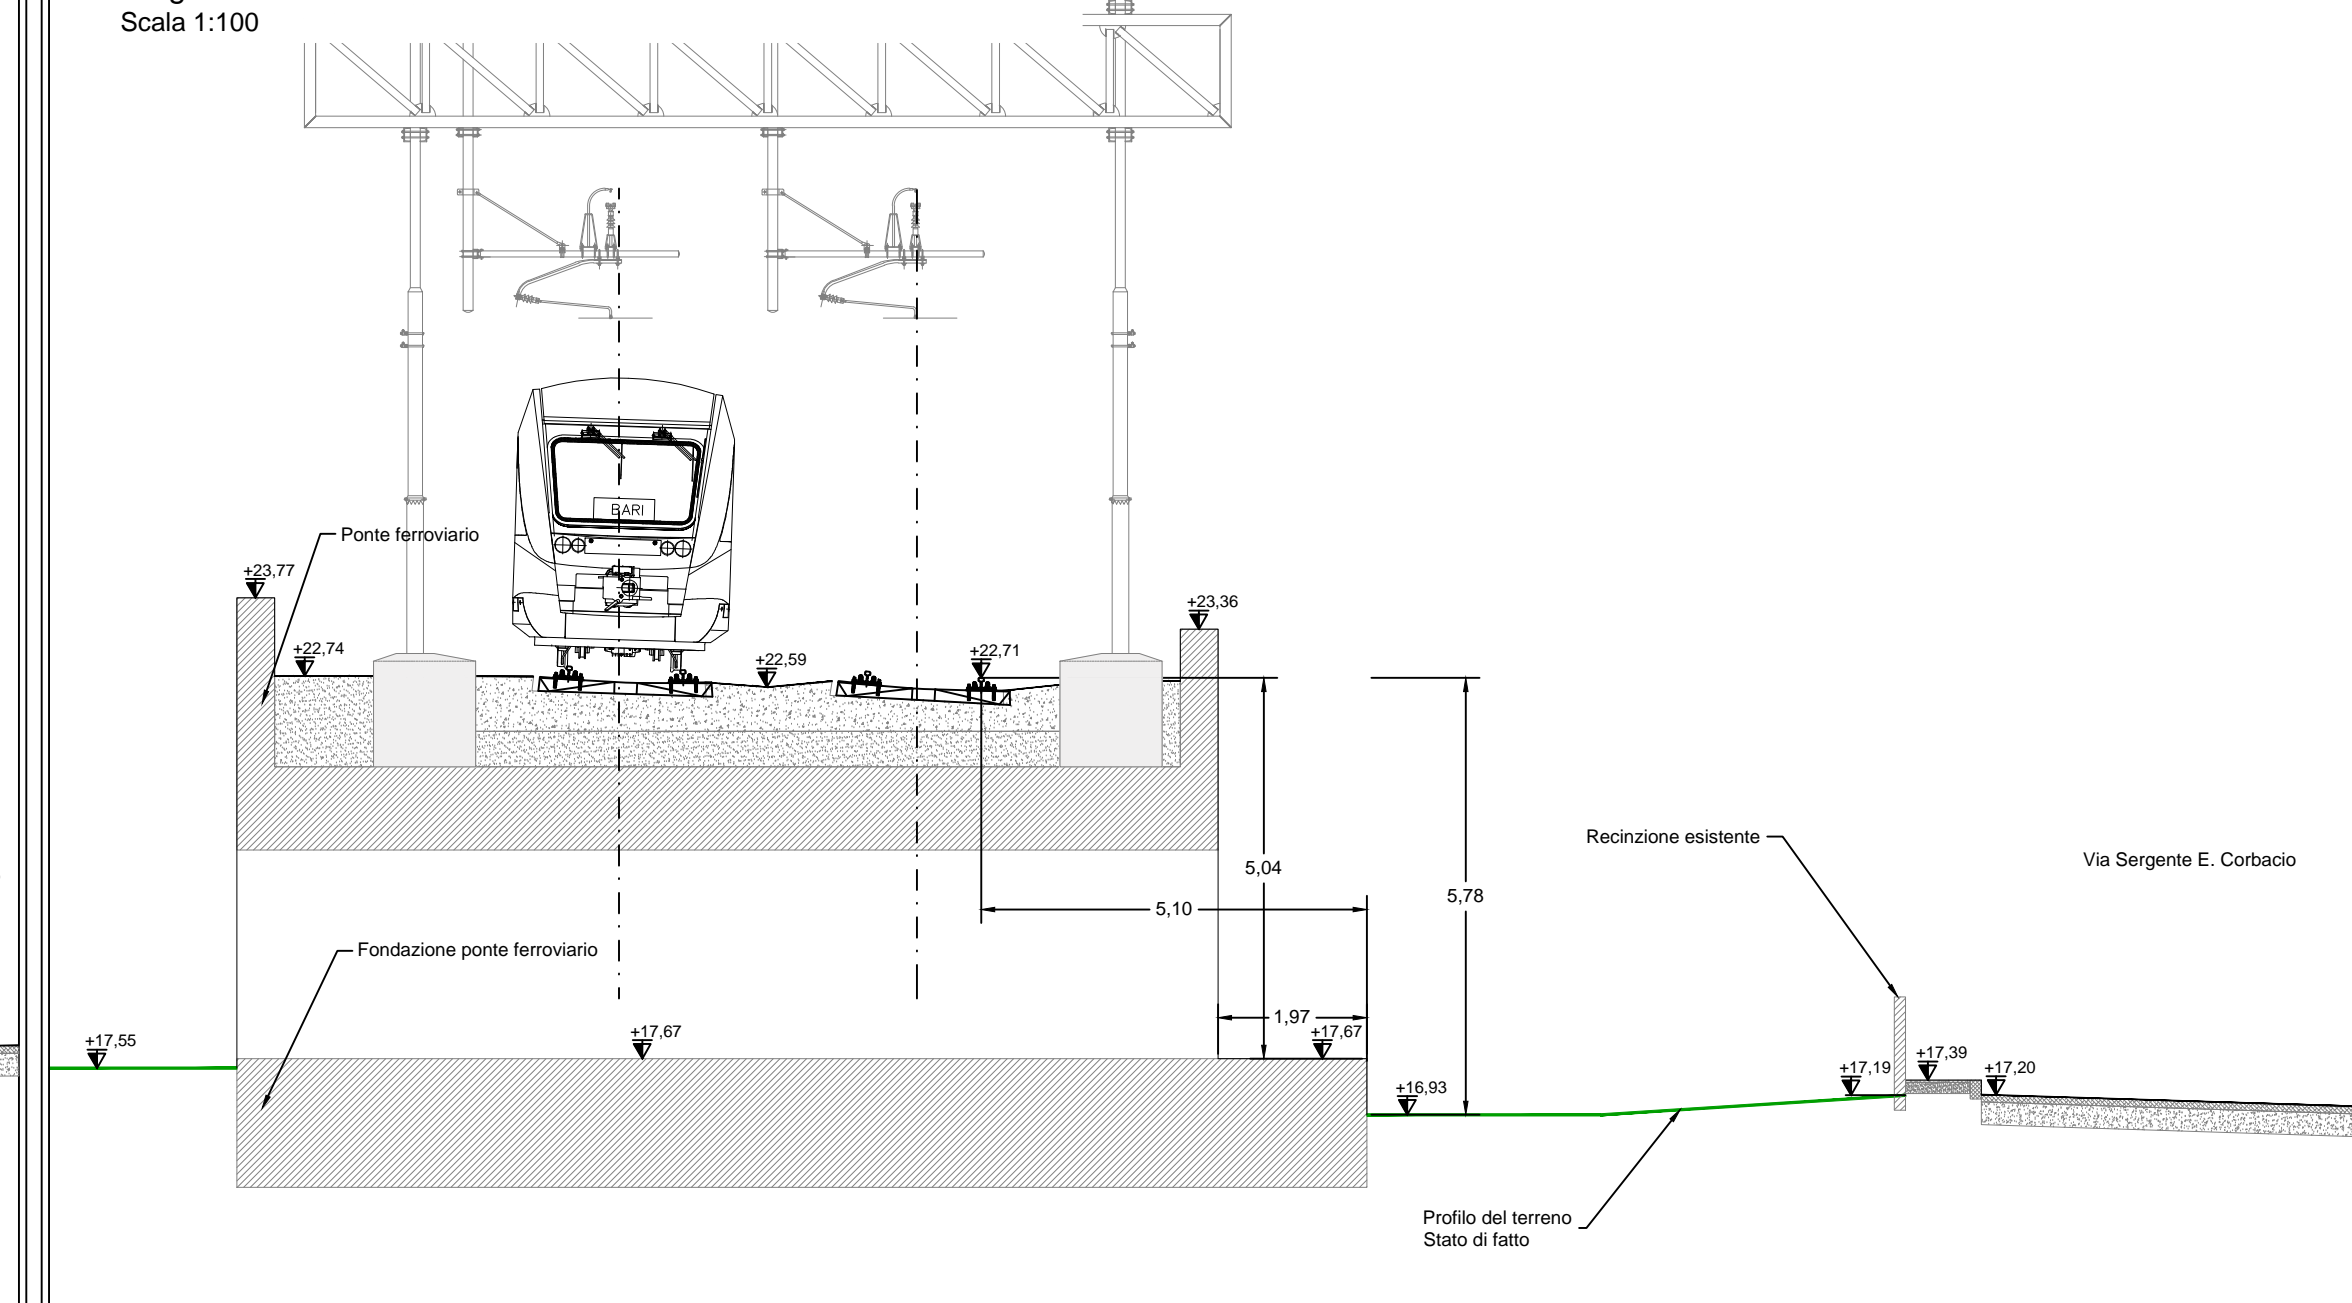 Scala 1:100
BARI
Ponte ferroviario
+23,77
+23,36
+22,74
+22,59
+22,71
Recinzione esistente
Via Sergente E. Corbacio
5,04
5,78
5,10
Fondazione ponte ferroviario
1,97
+17,55
+17,67
+17,67
+17,19
+17,39
+17,20
+16,93
Profilo del terreno
Stato di fatto